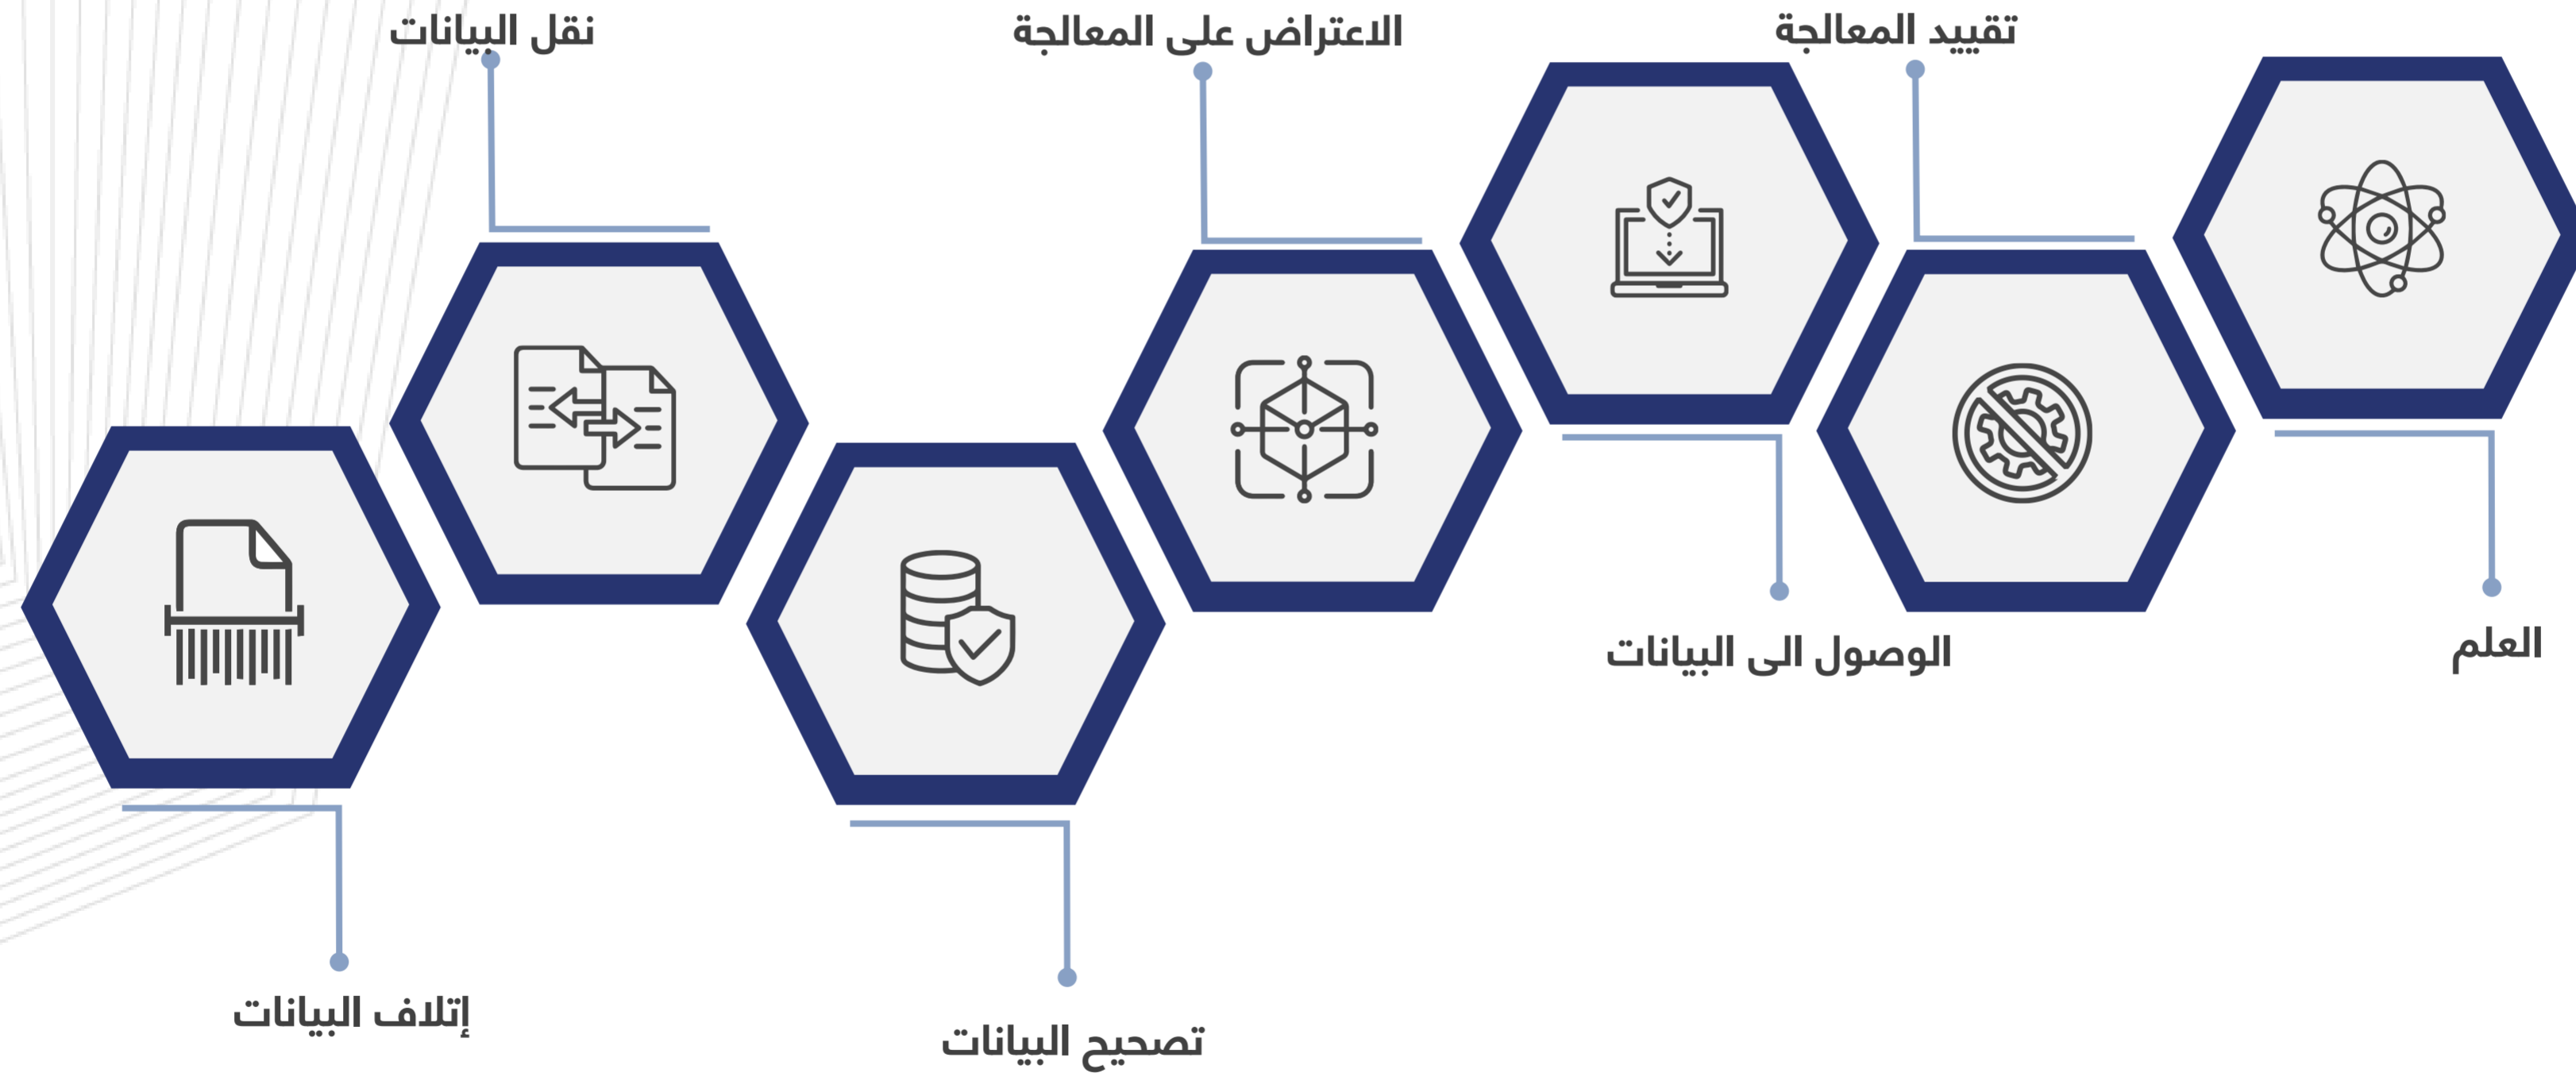 العلم
تقييد المعالجة
الوصول الى البيانات
الاعتراض على المعالجة
تصحيح البيانات
نقل البيانات
إتلاف البيانات